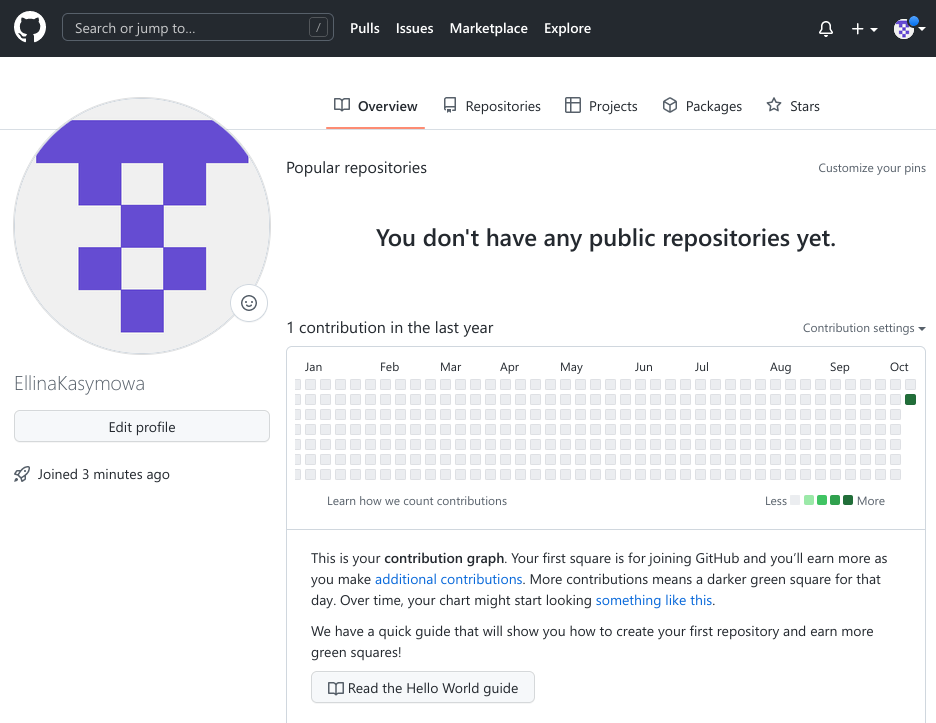 Search or jump to... / Pulls Issues Marketplace Explore
Overview Repositories Projects Packages Stars
Popular repositories Customize your pins
You don't have any public repositories yet.
1 contribution in the last year Contribution settings
EllinaKasymowa
Edit profile
Joined 3 minutes ago
Jan Feb Mar Apr May Jun Jul Aug Sep Oct
Learn how we count contributions Less More
This is your contribution graph. Your first square is for joining GitHub and you’ll earn more as
you make additional contributions. More contributions means a darker green square for that
day. Over time, your chart might start looking something like this.
We have a quick guide that will show you how to create your first repository and earn more
green squares!
Read the Hello World guide